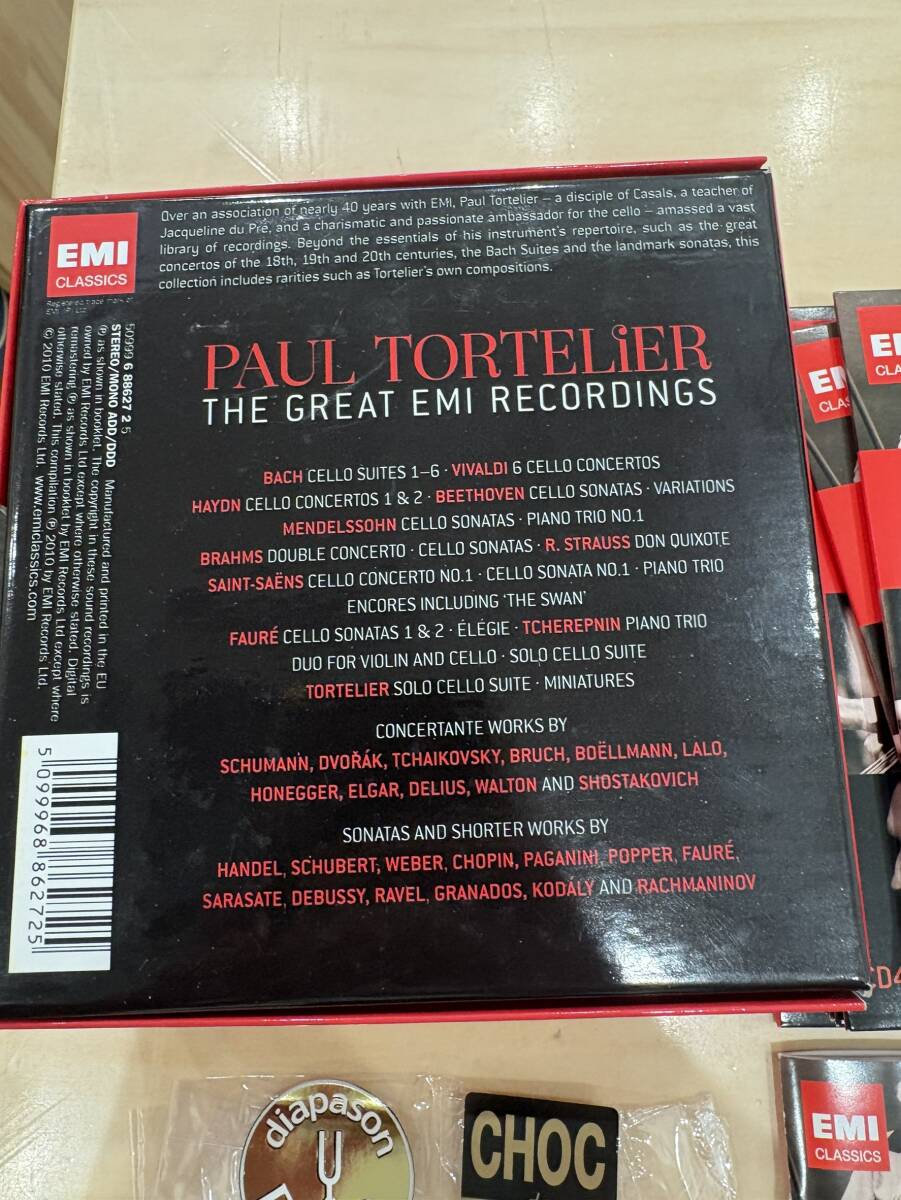 EMI
CLASSICS
Registered trade mark of
EMI (IP) Ltd.
Over an association of nearly 40 years with EMI, Paul Tortelier – a disciple of Casals, a teacher of
Jacqueline du Pré, and a charismatic and passionate ambassador for the cello – amassed a vast
library of recordings. Beyond the essentials of his instrument's repertoire, such as the great
concertos of the 18th, 19th and 20th centuries, the Bach Suites and the landmark sonatas, this
collection includes rarities such as Tortelier's own compositions.
PAUL TORTELiER
THE GREAT EMI RECORDINGS
BACH CELLO SUITES 1–6 · VIVALDI 6 CELLO CONCERTOS
HAYDN CELLO CONCERTOS 1 & 2 · BEETHOVEN CELLO SONATAS · VARIATIONS
MENDELSSOHN CELLO SONATAS · PIANO TRIO NO.1
BRAHMS DOUBLE CONCERTO · CELLO SONATAS · R. STRAUSS DON QUIXOTE
SAINT-SAËNS CELLO CONCERTO NO.1 · CELLO SONATA NO.1 · PIANO TRIO
ENCORES INCLUDING 'THE SWAN'
FAURÉ CELLO SONATAS 1 & 2 · ÉLÉGIE · TCHEREPNIN PIANO TRIO
DUO FOR VIOLIN AND CELLO · SOLO CELLO SUITE
TORTELIER SOLO CELLO SUITE · MINIATURES
CONCERTANTE WORKS BY
SCHUMANN, DVOŘÁK, TCHAIKOVSKY, BRUCH, BOËLLMANN, LALO,
HONEGGER, ELGAR, DELIUS, WALTON AND SHOSTAKOVICH
SONATAS AND SHORTER WORKS BY
HANDEL, SCHUBERT, WEBER, CHOPIN, PAGANINI, POPPER, FAURÉ,
SARASATE, DEBUSSY, RAVEL, GRANADOS, KODÁLY AND RACHMANINOV
50999 6 88627 2 5
STEREO/MONO ADD/DDD Manufactured and printed in the EU
℗ as shown in booklet. The copyright in these sound recordings is
owned by EMI Records Ltd except where otherwise stated. Digital
remastering ℗ as shown in booklet by EMI Records Ltd except where
otherwise stated. This compilation ℗ 2010 by EMI Records Ltd.
© 2010 EMI Records Ltd. www.emiclassics.com
5 099968 862725
diapason
CHOC
EMI
CLASSICS